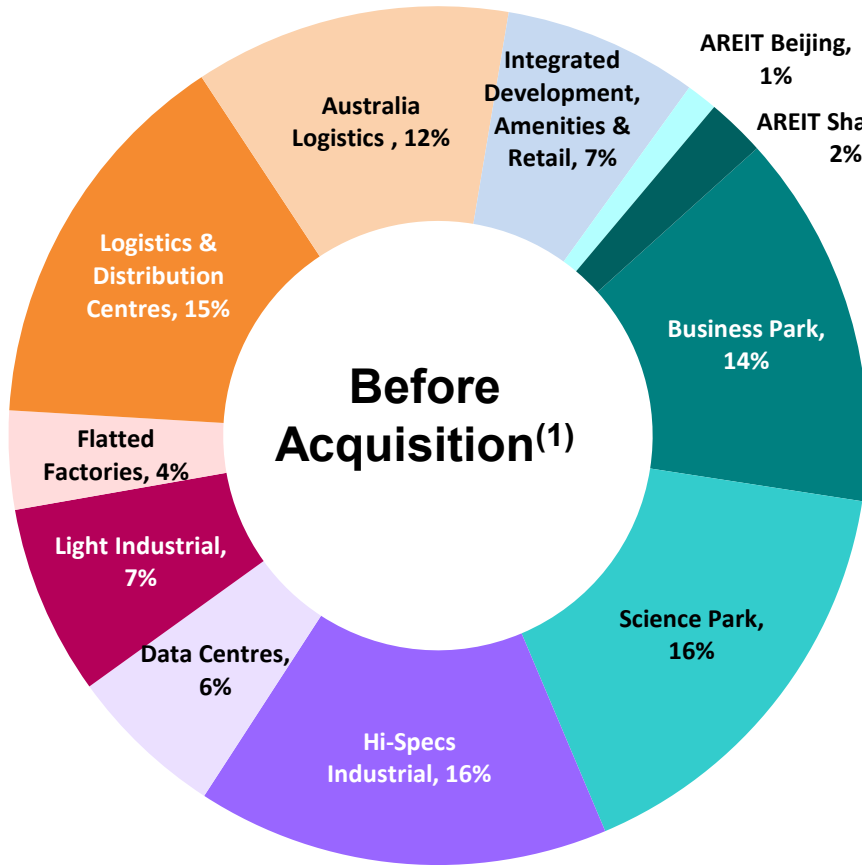 AREIT Beijing,
1%
AREIT
2%
Integrated
Development,
Amenities &
Retail, 7%
Australia
Logistics , 12%
Logistics &
Distribution
Centres, 15%
Business Park,
14%
Before
Acquisition(1)
Flatted
Factories, 4%
Light Industrial,
7%
Science Park,
16%
Data Centres,
6%
Hi-Specs
Industrial, 16%